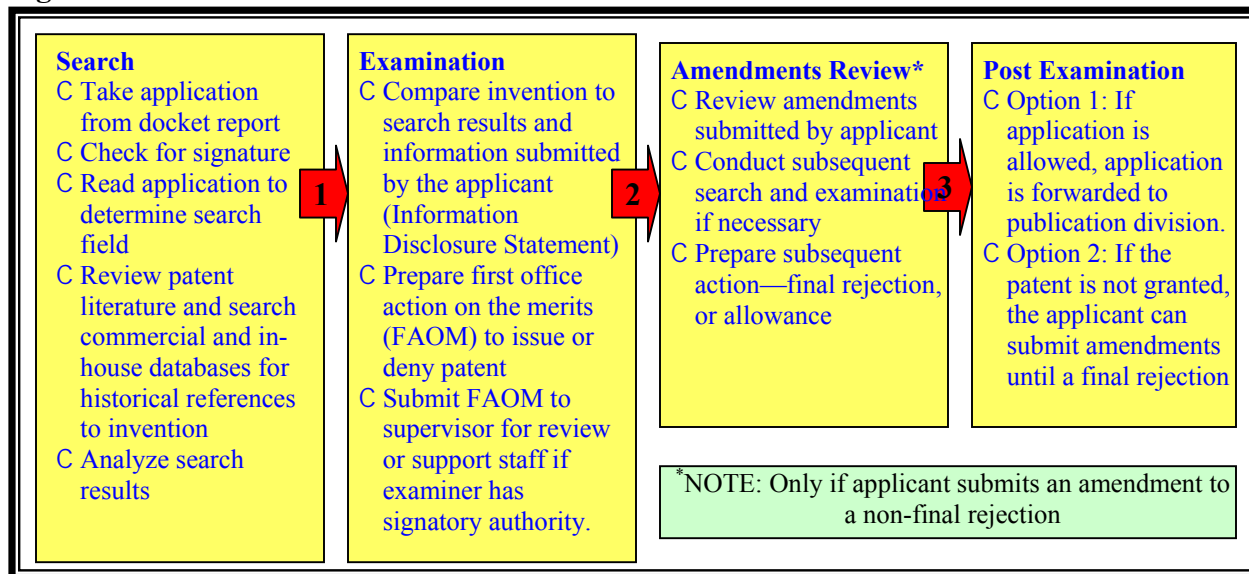 Search
C Take application
from docket report
C Check for signature
C Read application to
determine search
field
C Review patent
literature and search
commercial and in-
house databases for
historical references
to invention
C Analyze search
results
1
Examination
C Compare invention to
search results and
information submitted
by the applicant
(Information
Disclosure Statement)
C Prepare first office
action on the merits
(FAOM) to issue or
deny patent
C Submit FAOM to
supervisor for review
or support staff if
examiner has
signatory authority.
2
Amendments Review*
C Review amendments
submitted by applicant
C Conduct subsequent
search and examination
if necessary
C Prepare subsequent
action—final rejection,
or allowance
3
Post Examination
C Option 1: If
application is
allowed, application
is forwarded to
publication division.
C Option 2: If the
patent is not granted,
the applicant can
submit amendments
until a final rejection
*NOTE: Only if applicant submits an amendment to
a non-final rejection